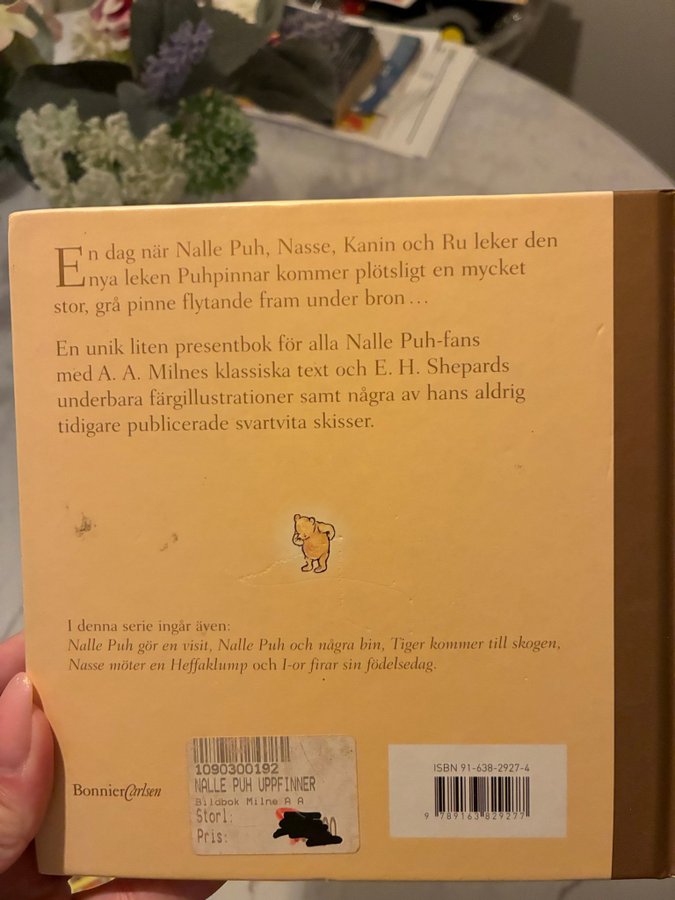 En dag när Nalle Puh, Nasse, Kanin och Ru leker den
nya leken Puhpinnar kommer plötsligt en mycket
stor, grå pinne flytande fram under bron...
En unik liten presentbok för alla Nalle Puh-fans
med A. A. Milnes klassiska text och E. H. Shepards
underbara färgillustrationer samt några av hans aldrig
tidigare publicerade svartvita skisser.
I denna serie ingår även:
Nalle Puh gör en visit, Nalle Puh och några bin, Tiger kommer till skogen,
Nasse möter en Heffaklump och I-or firar sin födelsedag.
BonnierCarlsen
1090300192
NALLE PUH UPPFINNER
Bildbok Milne A A
Storl:
Pris:
ISBN 91-638-2927-4
9 789163 829277